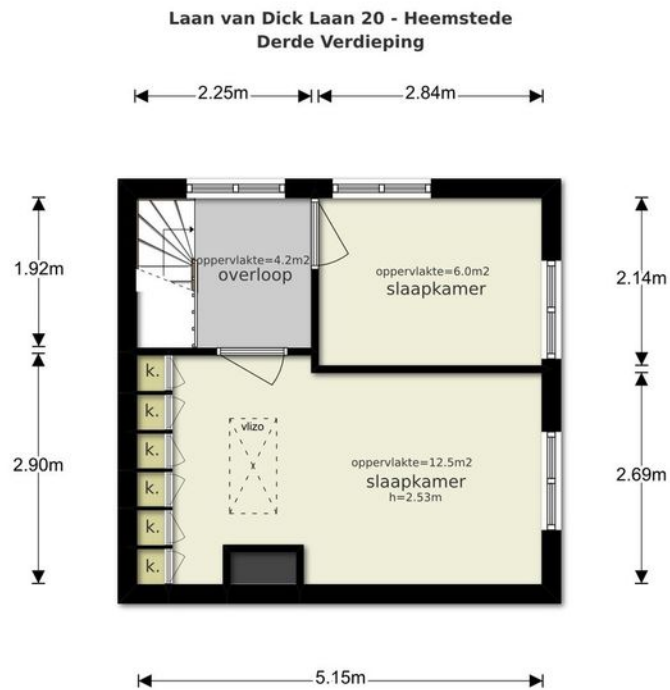 Laan van Dick Laan 20 - Heemstede
Derde Verdieping
2.25m
2.84m
1.92m
oppervlakte=4.2m2
overloop
oppervlakte=6.0m2
slaapkamer
2.14m
k.
k.
k.
k.
k.
k.
vlizo
2.90m
oppervlakte=12.5m2
slaapkamer
h=2.53m
2.69m
5.15m